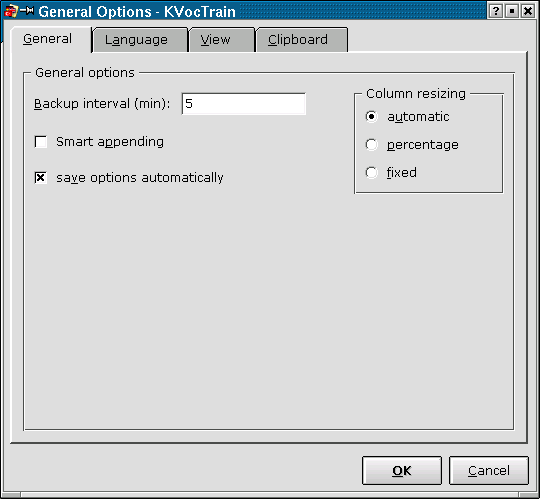 General Options - KVocTrain
General Language View Clipboard
General options
Backup interval (min): 5
Smart appending
save options automatically
Column resizing
automatic
percentage
fixed
OK Cancel